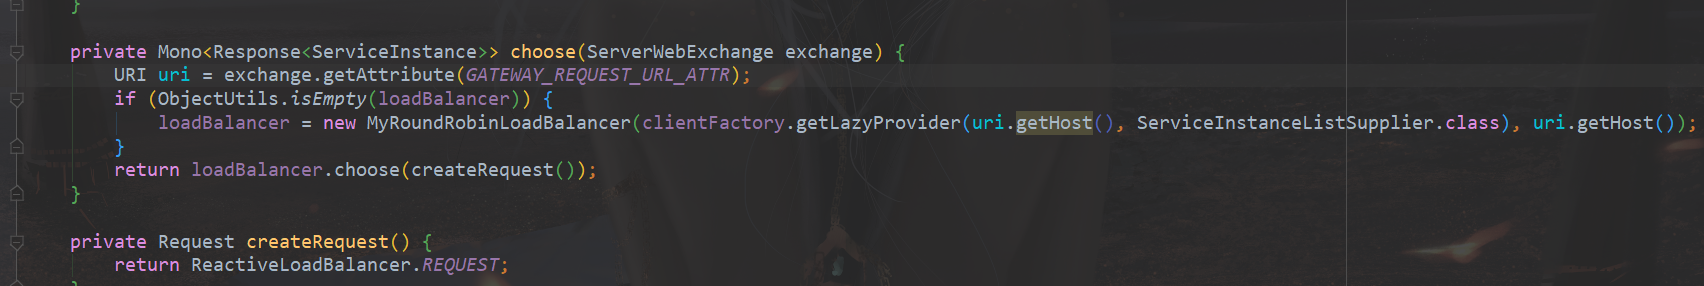 }
private Mono<Response<ServiceInstance>> choose(ServerWebExchange exchange) {
URI uri = exchange.getAttribute(GATEWAY_REQUEST_URL_ATTR);
if (ObjectUtils.isEmpty(loadBalancer)) {
loadBalancer = new MyRoundRobinLoadBalancer(clientFactory.getLazyProvider(uri.getHost(), ServiceInstanceListSupplier.class), uri.getHost());
}
return loadBalancer.choose(createRequest());
}
private Request createRequest() {
return ReactiveLoadBalancer.REQUEST;
}